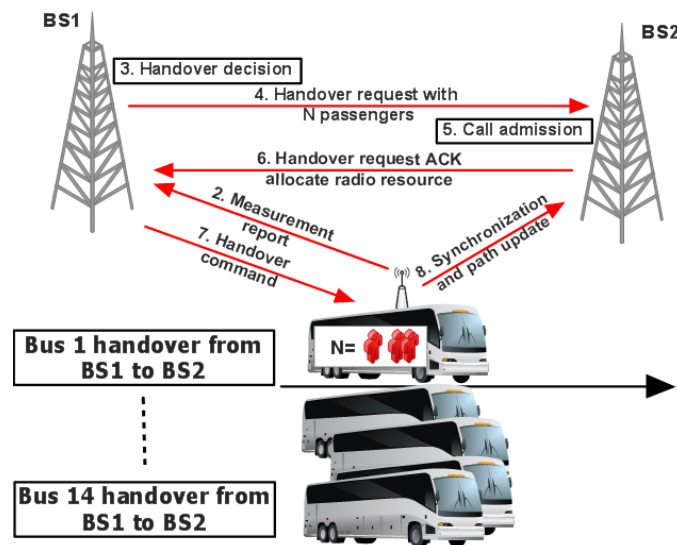 BS1
BS2
3. Handover decision
4. Handover request with
N passengers
5. Call admission
6. Handover request ACK
allocate radio resource
2. Measurement
report
7. Handover
command
8. Synchronization
and path update
N=
Bus 1 handover from
BS1 to BS2
Bus 14 handover from
BS1 to BS2